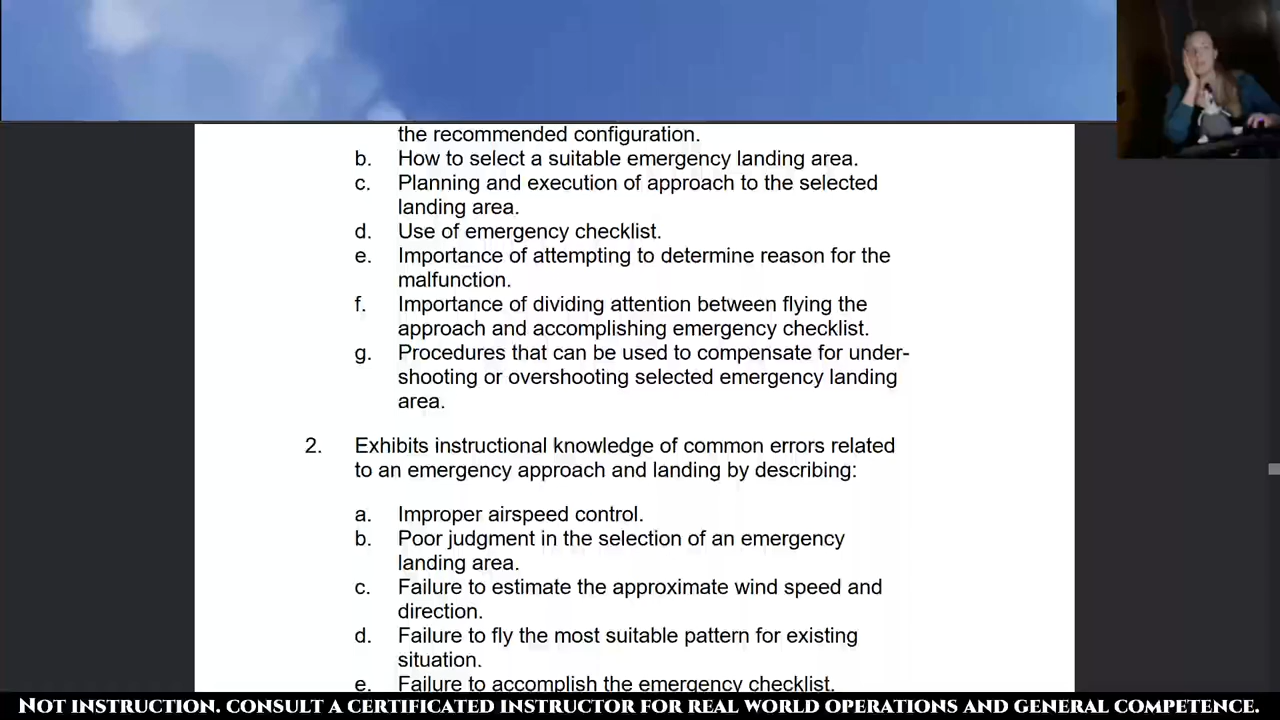 the recommended configuration.
b. How to select a suitable emergency landing area.
c. Planning and execution of approach to the selected
landing area.
d. Use of emergency checklist.
e. Importance of attempting to determine reason for the
malfunction.
f. Importance of dividing attention between flying the
approach and accomplishing emergency checklist.
g. Procedures that can be used to compensate for under-
shooting or overshooting selected emergency landing
area.
2. Exhibits instructional knowledge of common errors related
to an emergency approach and landing by describing:
a. Improper airspeed control.
b. Poor judgment in the selection of an emergency
landing area.
c. Failure to estimate the approximate wind speed and
direction.
d. Failure to fly the most suitable pattern for existing
situation.
e. Failure to accomplish the emergency checklist.
NOT INSTRUCTION. CONSULT A CERTIFICATED INSTRUCTOR FOR REAL WORLD OPERATIONS AND GENERAL COMPETENCE.